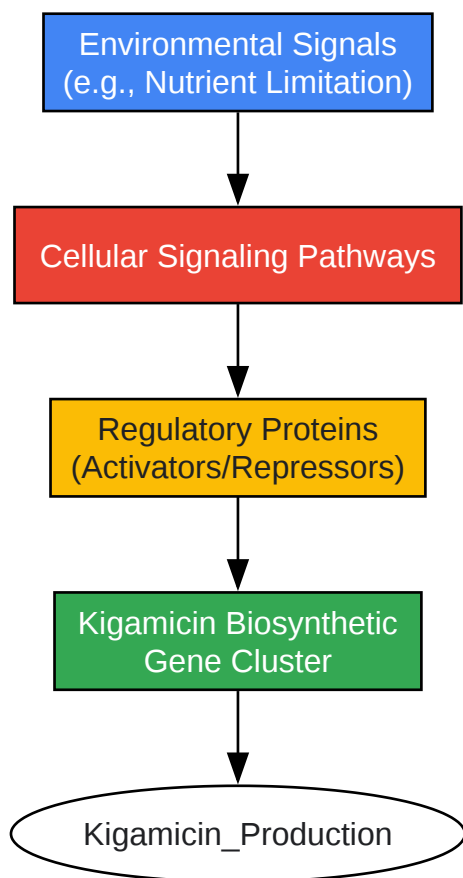 Environmental Signals
(e.g., Nutrient Limitation)
Cellular Signaling Pathways
Regulatory Proteins
(Activators/Repressors)
Kigamicin Biosynthetic
Gene Cluster
Kigamicin_Production